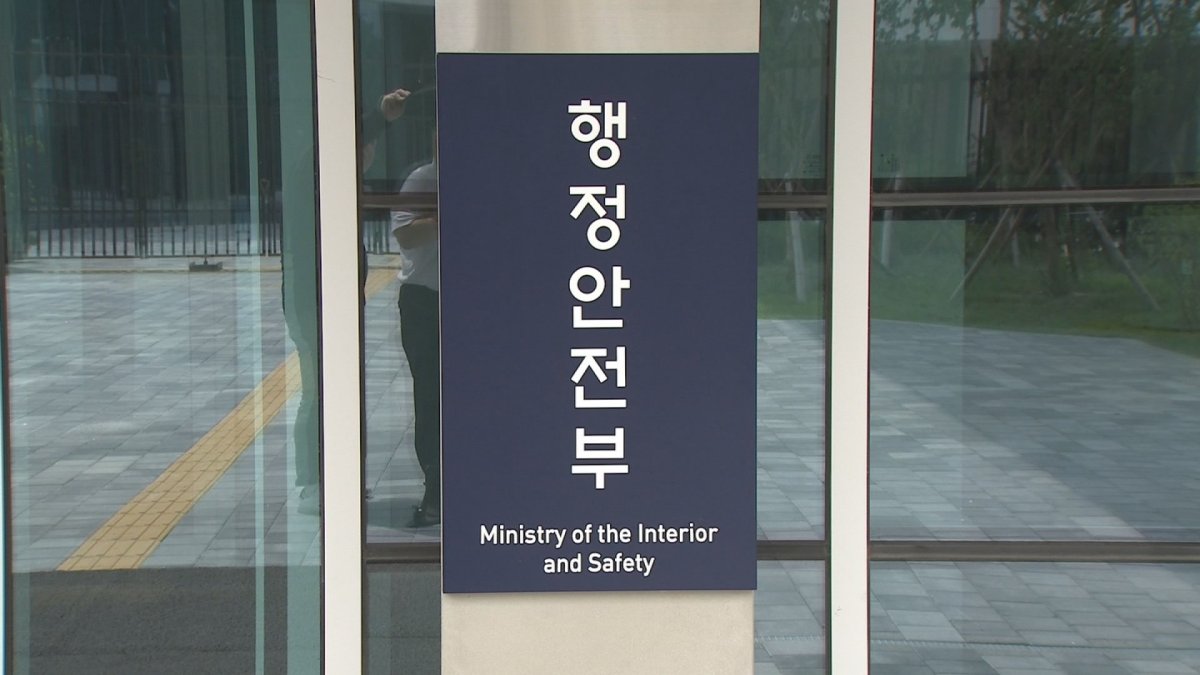 행정안전부
Ministry of the Interior
and Safety